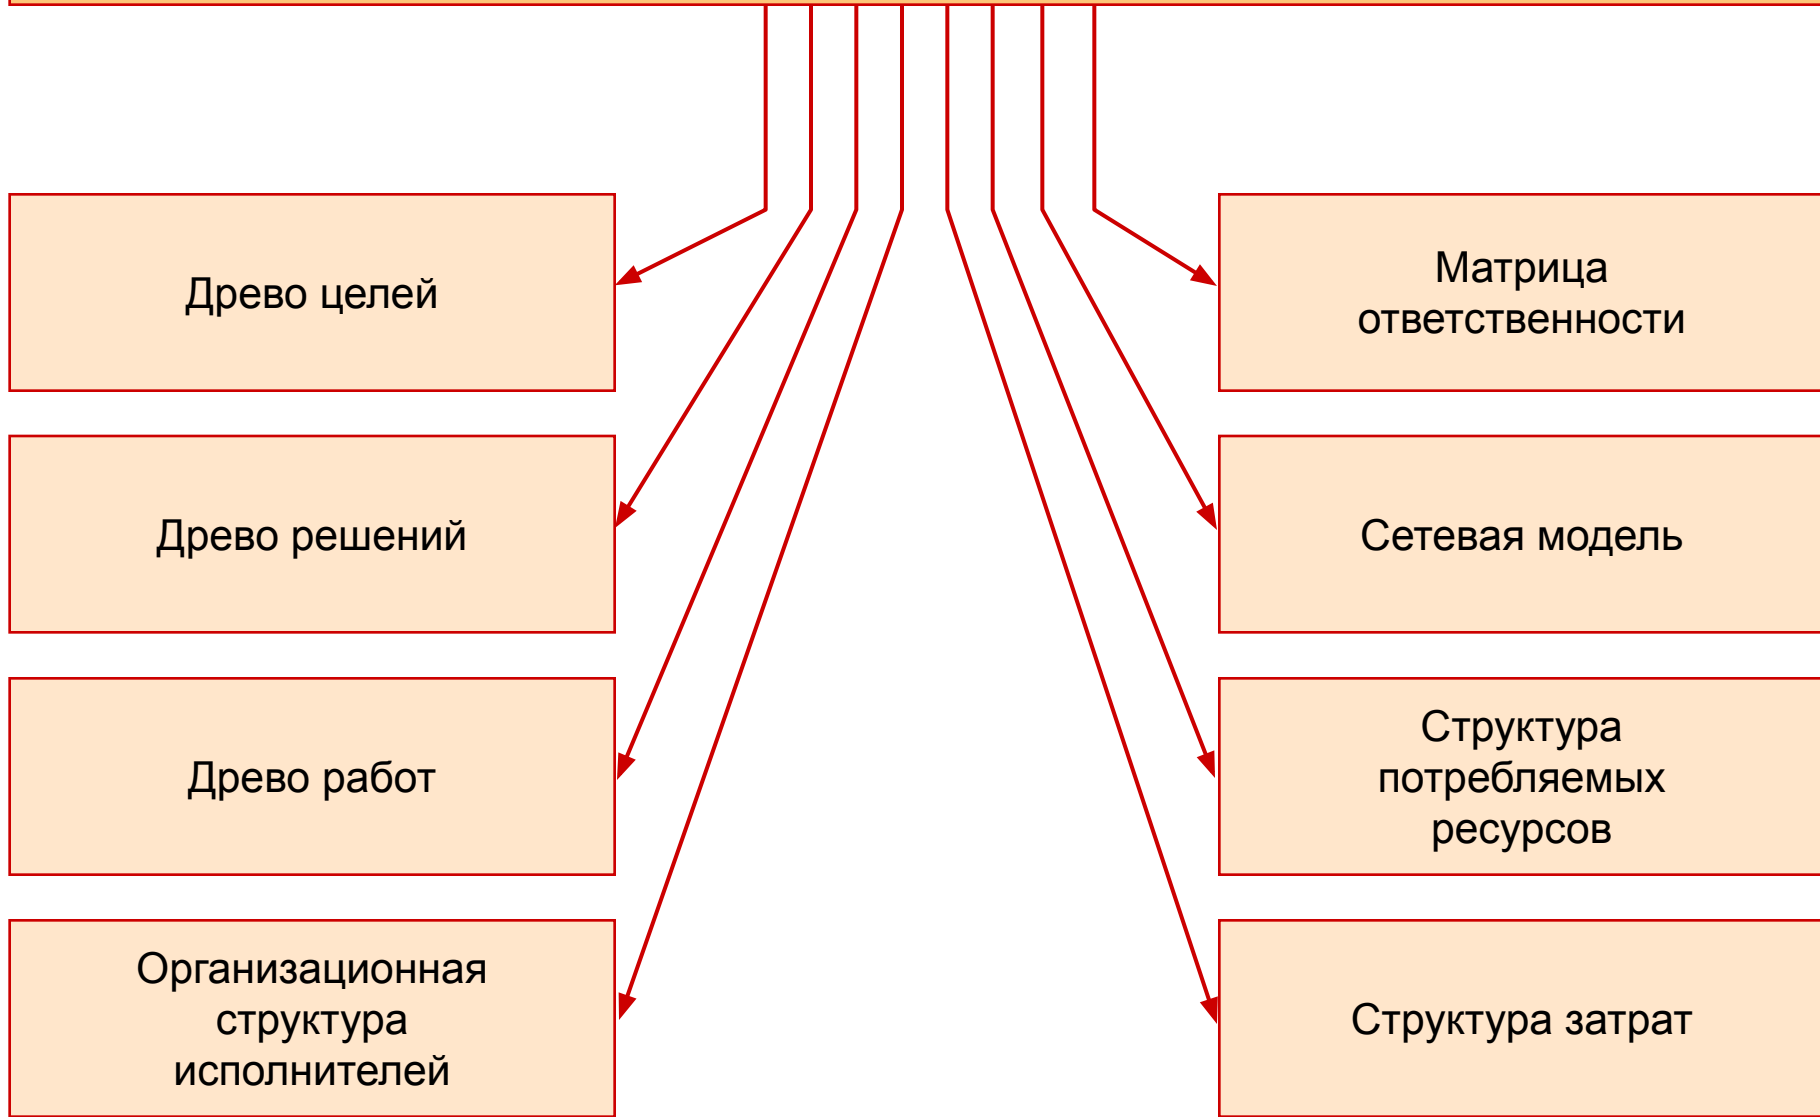 Древо целей
Древо решений
Древо работ
Организационная
структура
исполнителей
Матрица
ответственности
Сетевая модель
Структура
потребляемых
ресурсов
Структура затрат